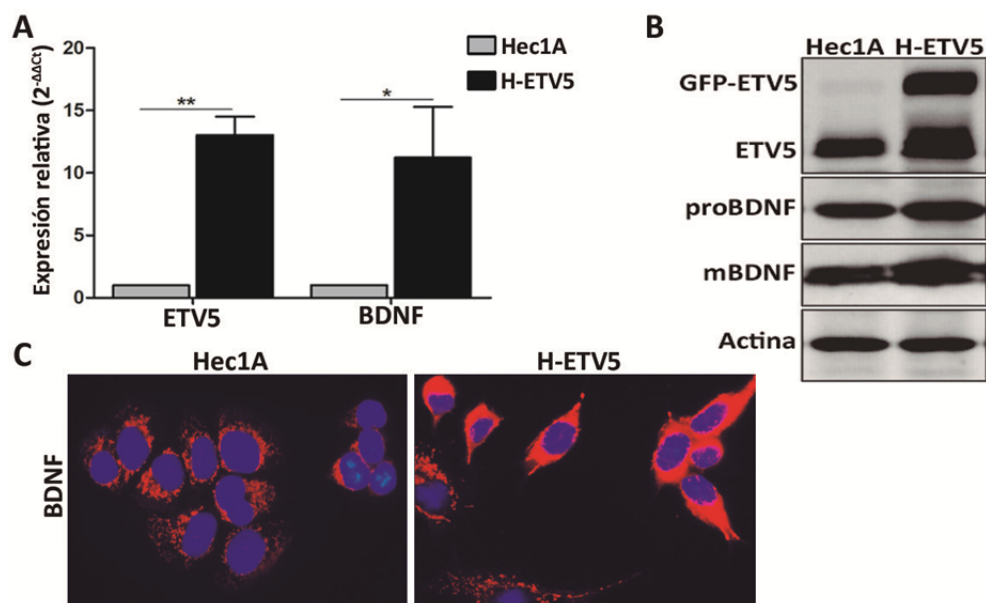 A
Expresión relativa (2-ΔΔCt)
20
15
10
5
0
**
*
ETV5
BDNF
Hec1A
H-ETV5
B
Hec1A H-ETV5
GFP-ETV5
ETV5
proBDNF
mBDNF
Actina
C
Hec1A
H-ETV5
BDNF